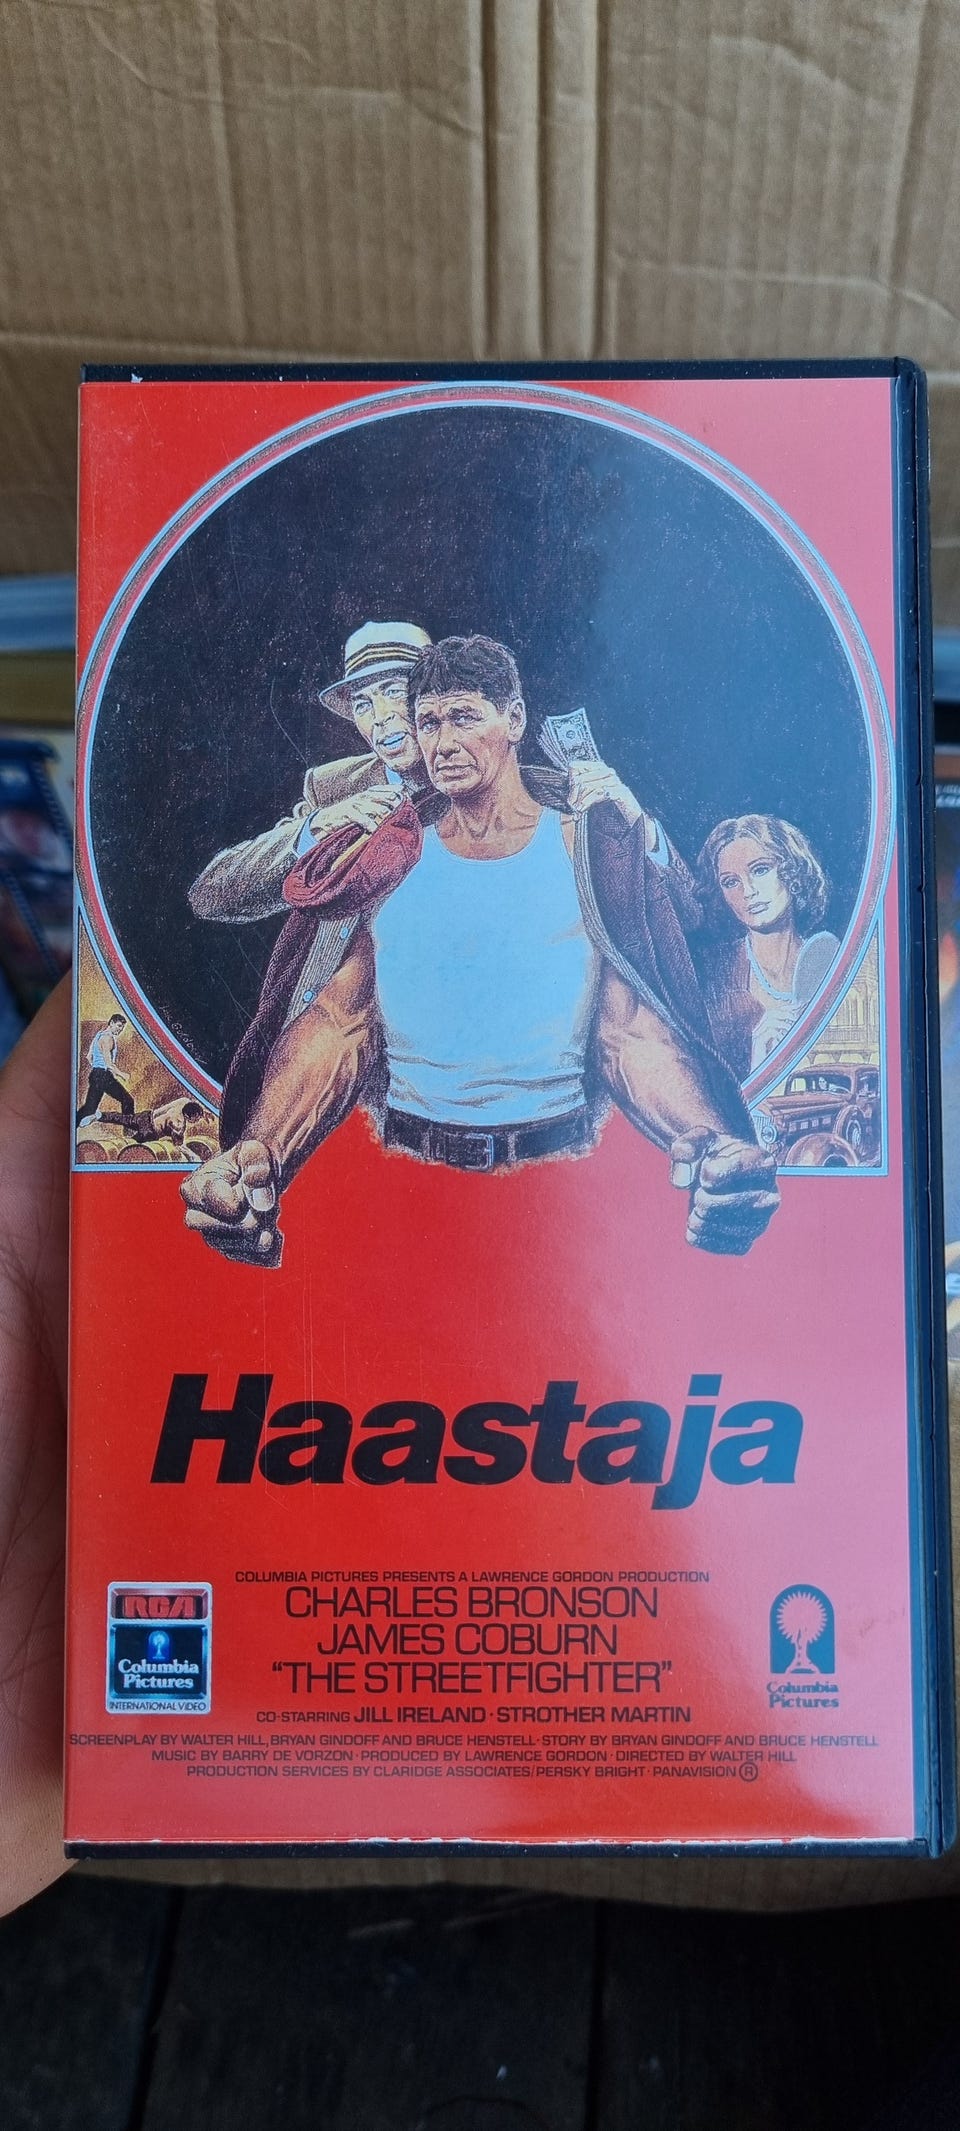 Haastaja
COLUMBIA PICTURES PRESENTS A LAWRENCE GORDON PRODUCTION
CHARLES BRONSON
JAMES COBURN
"THE STREETFIGHTER"
CO-STARRING JILL IRELAND · STROTHER MARTIN
SCREENPLAY BY WALTER HILL, BRYAN GINDOFF AND BRUCE HENSTELL · STORY BY BRYAN GINDOFF AND BRUCE HENSTELL
MUSIC BY BARRY DE VORZON · PRODUCED BY LAWRENCE GORDON · DIRECTED BY WALTER HILL
PRODUCTION SERVICES BY CLARIDGE ASSOCIATES/PERSKY BRIGHT · PANAVISION ®
RCA
Columbia
Pictures
INTERNATIONAL VIDEO
Columbia
Pictures